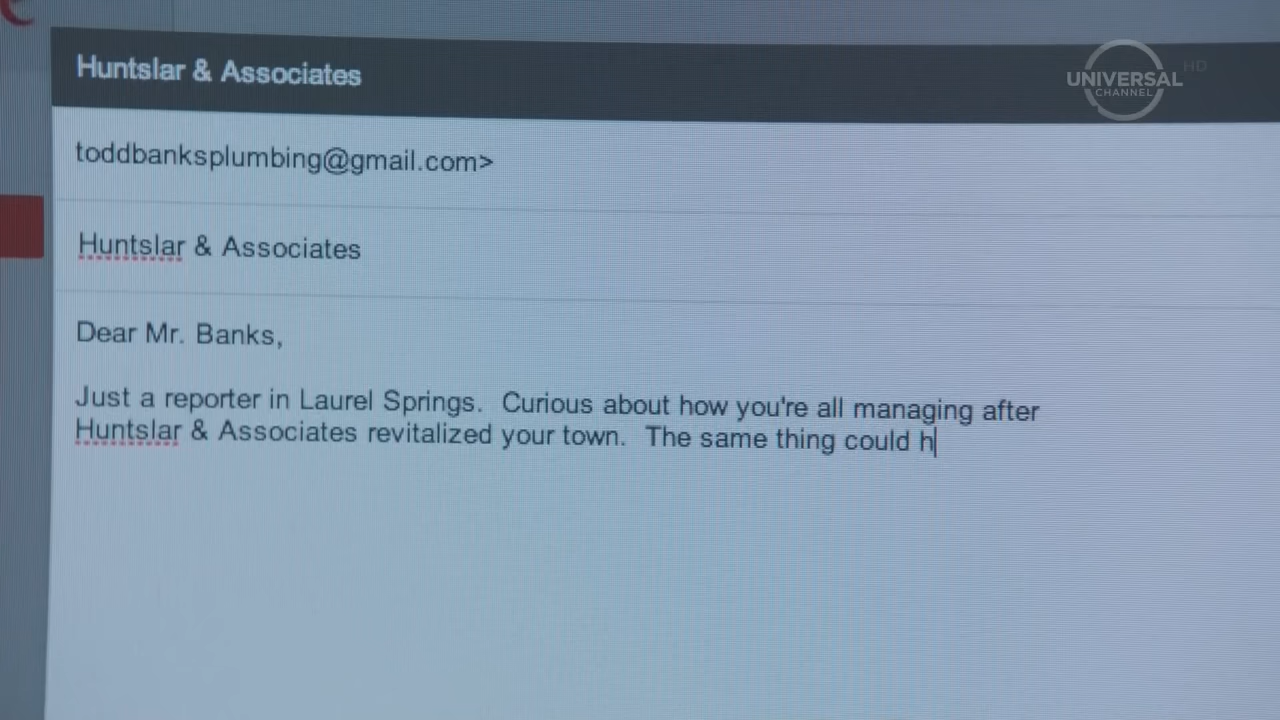 Huntslar & Associates
UNIVERSAL HD
CHANNEL
toddbanksplumbing@gmail.com>
Huntslar & Associates
Dear Mr. Banks,
Just a reporter in Laurel Springs.  Curious about how you're all managing after
Huntslar & Associates revitalized your town.  The same thing could h